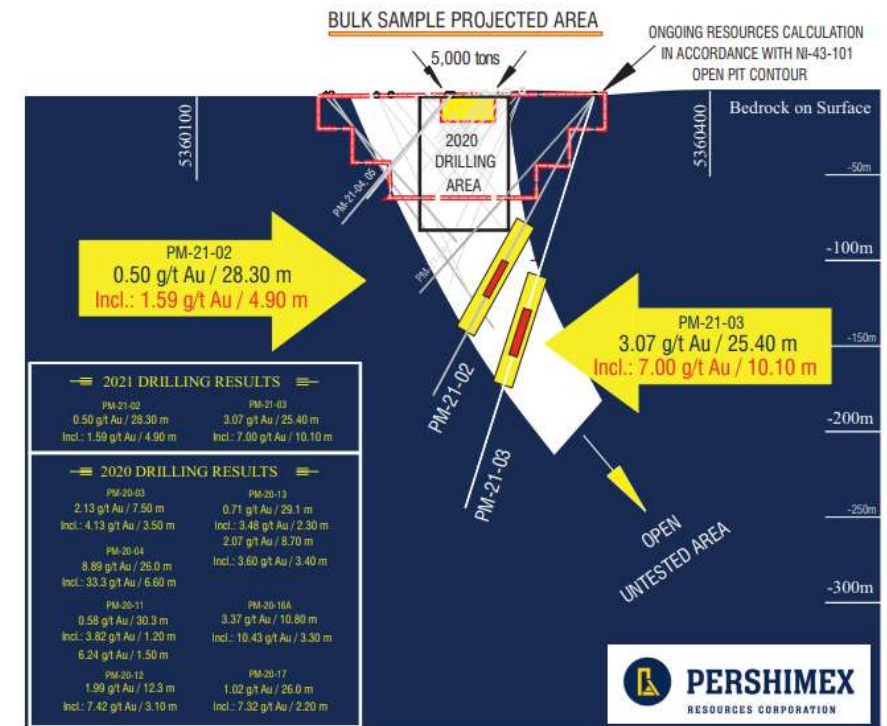 BULK SAMPLE PROJECTED AREA
5,000 tons
ONGOING RESOURCES CALCULATION
IN ACCORDANCE WITH NI-43-101
OPEN PIT CONTOUR
Bedrock on Surface
5360100
5360400
2020
DRILLING
AREA
PM-21-04, 05
-50m
-100m
-150m
-200m
-250m
-300m
PM-21-02
0.50 g/t Au / 28.30 m
Incl.: 1.59 g/t Au / 4.90 m
PM-21-03
3.07 g/t Au / 25.40 m
Incl.: 7.00 g/t Au / 10.10 m
PM-21-02
PM-21-03
OPEN
UNTESTED AREA
2021 DRILLING RESULTS
PM-21-02
0.50 g/t Au / 28.30 m
Incl.: 1.59 g/t Au / 4.90 m
PM-21-03
3.07 g/t Au / 25.40 m
Incl.: 7.00 g/t Au / 10.10 m
2020 DRILLING RESULTS
PM-20-03
2.13 g/t Au / 7.50 m
Incl.: 4.13 g/t Au / 3.50 m
PM-20-04
8.89 g/t Au / 26.0 m
Incl.: 33.3 g/t Au / 6.60 m
PM-20-11
0.58 g/t Au / 30.3 m
Incl.: 3.82 g/t Au / 1.20 m
6.24 g/t Au / 1.50 m
PM-20-12
1.99 g/t Au / 12.3 m
Incl.: 7.42 g/t Au / 3.10 m
PM-20-13
0.71 g/t Au / 29.1 m
Incl.: 3.48 g/t Au / 2.30 m
2.07 g/t Au / 8.70 m
Incl.: 3.60 g/t Au / 3.40 m
PM-20-16A
3.37 g/t Au / 10.80 m
Incl.: 10.43 g/t Au / 3.30 m
PM-20-17
1.02 g/t Au / 26.0 m
Incl.: 7.32 g/t Au / 2.20 m
PERSHIMEX
RESOURCES CORPORATION